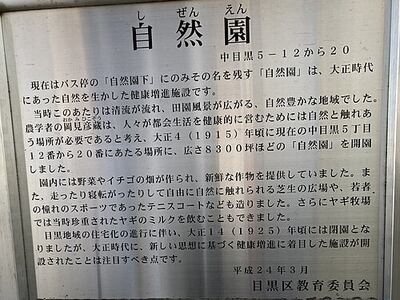 しぜんえん
自然園
中目黒5-12から20
現在はバス停の「自然園下」にのみその名を残す「自然園」は、大正時代
にあった自然を生かした健康増進施設です。
当時このあたりは清流が流れ、田園風景が広がる、自然豊かな地域でした。
農学者の岡見彦蔵は、人々が都会生活を健康的に営むためには自然と触れあ
う場所が必要であると考え、大正4(1915)年頃に現在の中目黒5丁目
12番から20番にあたる場所に、広さ8300坪ほどの「自然園」を開園
しました。
園内には野菜やイチゴの畑が作られ、新鮮な作物を提供していました。ま
た、走ったり寝転がったりして自由に自然に触れられる芝生の広場や、若者
の憧れのスポーツであったテニスコートなども造りました。さらにヤギ牧場
では当時珍重されたヤギのミルクを飲むこともできました。
目黒地域の住宅化の進行に伴い、大正14(1925)年頃には閉園とな
りましたが、大正時代に、新しい思想に基づく健康増進に着目した施設が開
設されたことは注目すべき点です。
平成24年3月
目黒区教育委員会